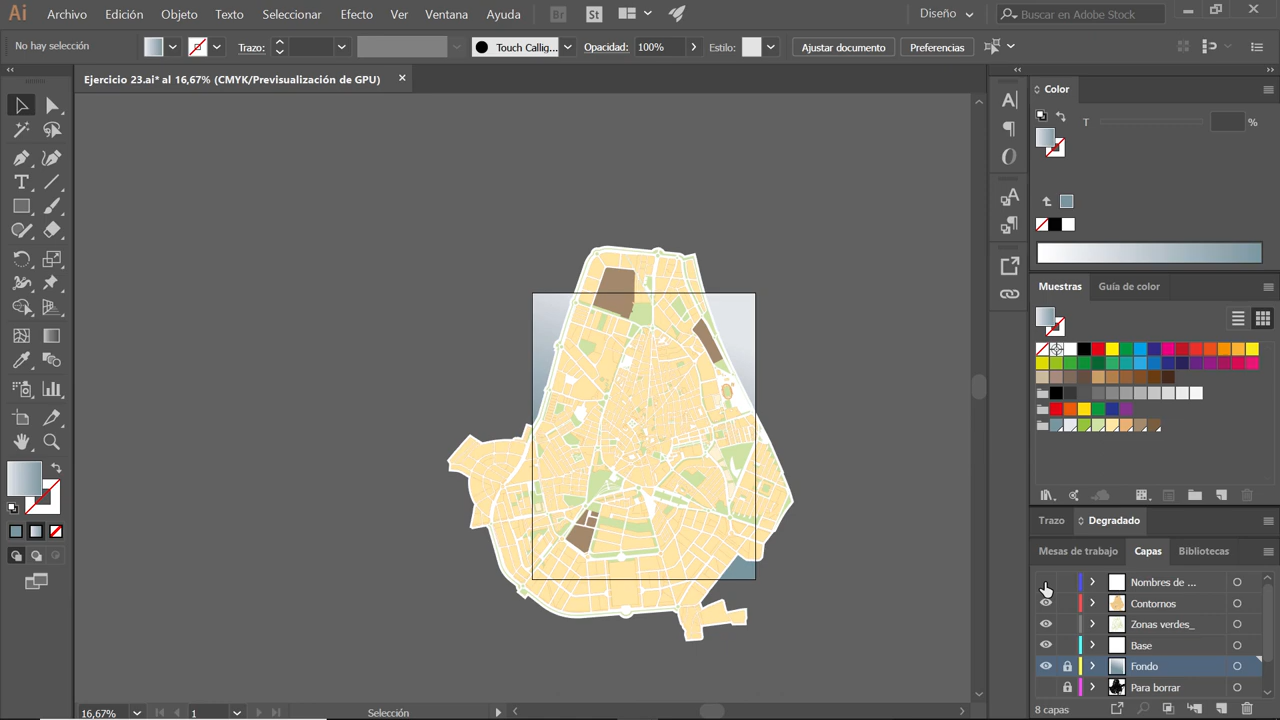 Ai Archivo Edición Objeto Texto Seleccionar Efecto Ver Ventana Ayuda Br St Diseño Buscar en Adobe Stock
No hay selección Trazo: Touch Callig... Opacidad: 100% Estilo: Ajustar documento Preferencias
Ejercicio 23.ai* al 16,67% (CMYK/Previsualización de GPU)
Color
T %
Muestras Guía de color
Trazo Degradado
Mesas de trabajo Capas Bibliotecas
Nombres de ...
Contornos
Zonas verdes_
Base
Fondo
Para borrar
16,67% 1 Selección 8 capas